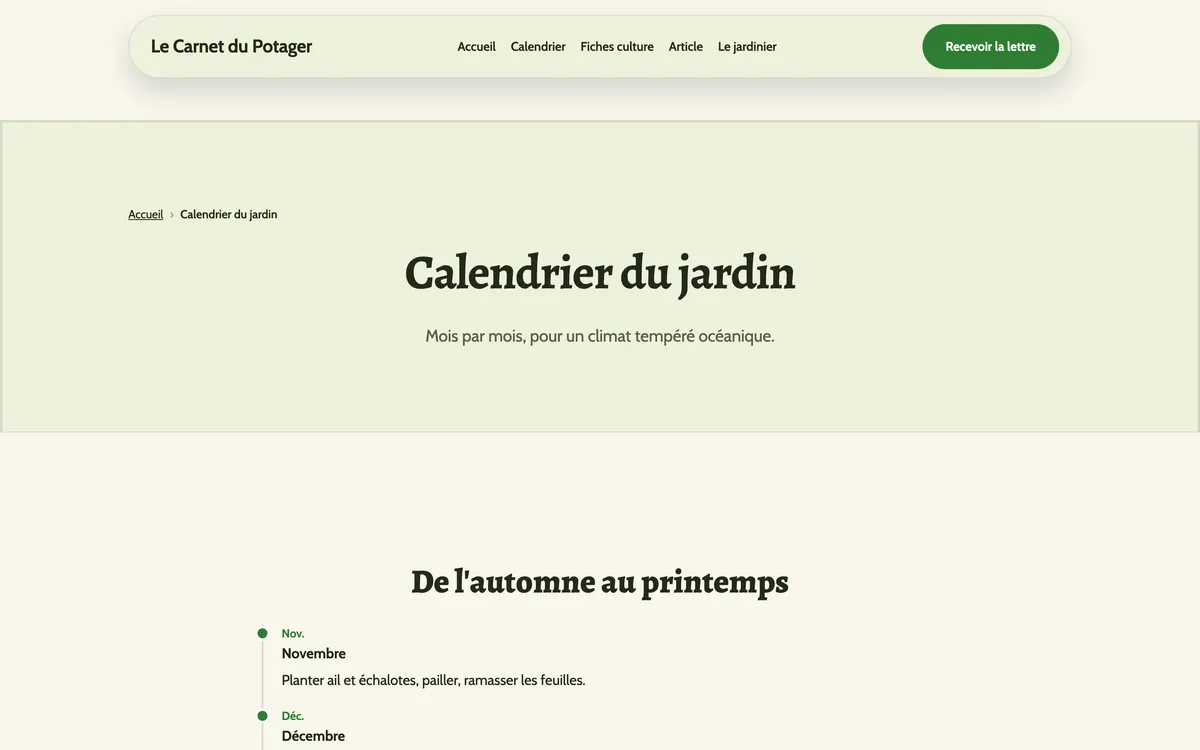 Le Carnet du Potager
Accueil Calendrier Fiches culture Article Le jardinier
Recevoir la lettre
Accueil › Calendrier du jardin
Calendrier du jardin
Mois par mois, pour un climat tempéré océanique.
De l'automne au printemps
Nov.
Novembre
Planter ail et échalotes, pailler, ramasser les feuilles.
Déc.
Décembre